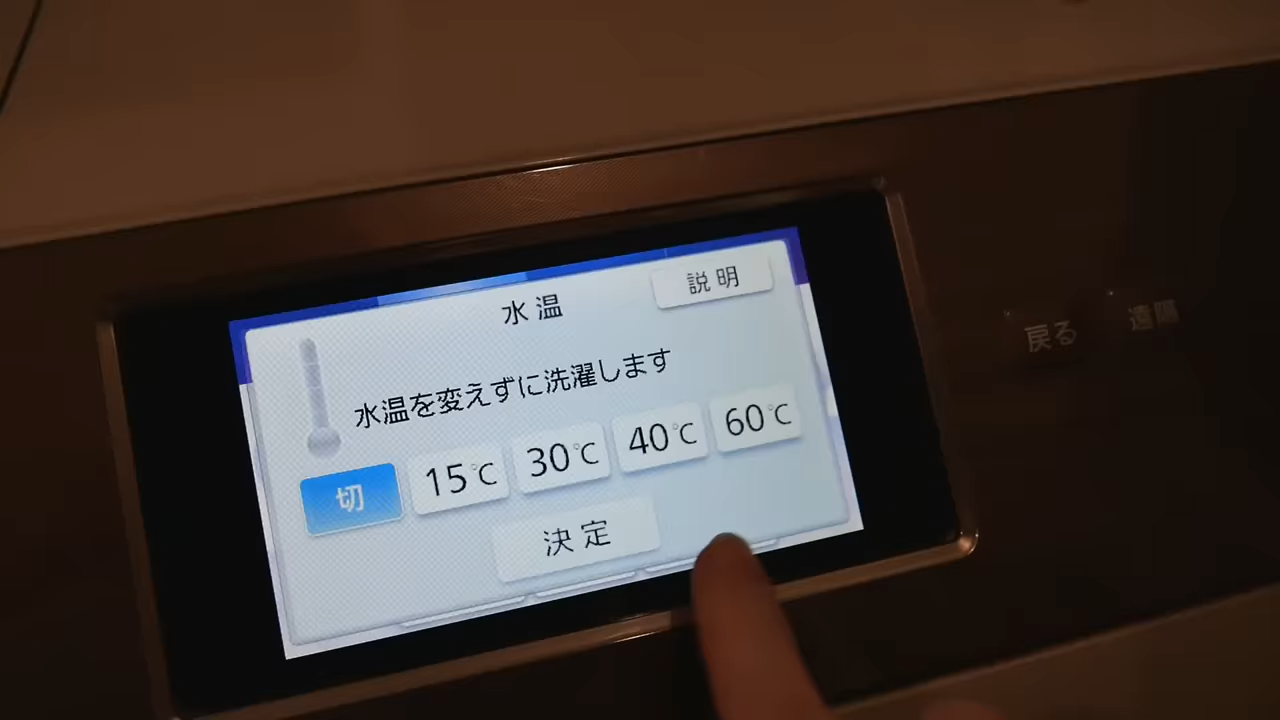 水温
説明
水温を変えずに洗濯します
切 15℃ 30℃ 40℃ 60℃
決定
戻る 遠隔